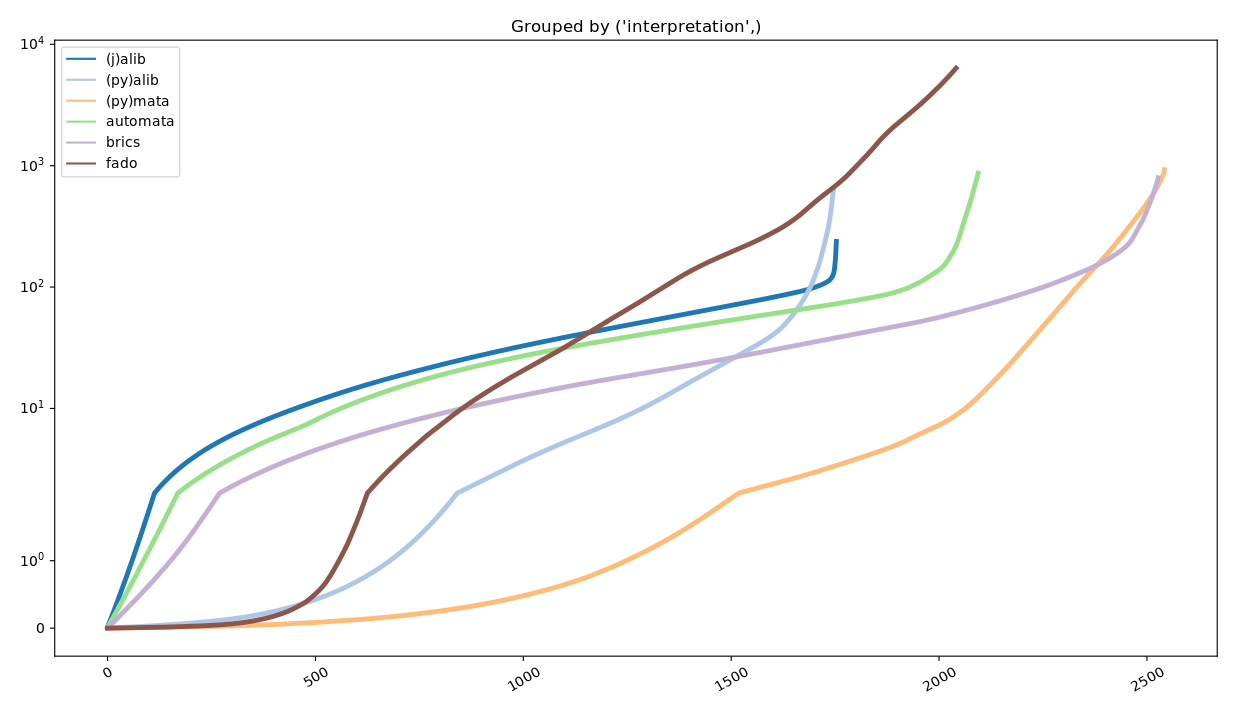 Grouped by ('interpretation',)
(j)alib
(py)alib
(py)mata
automata
brics
fado
10^4
10^3
10^2
10^1
10^0
0
0
500
1000
1500
2000
2500